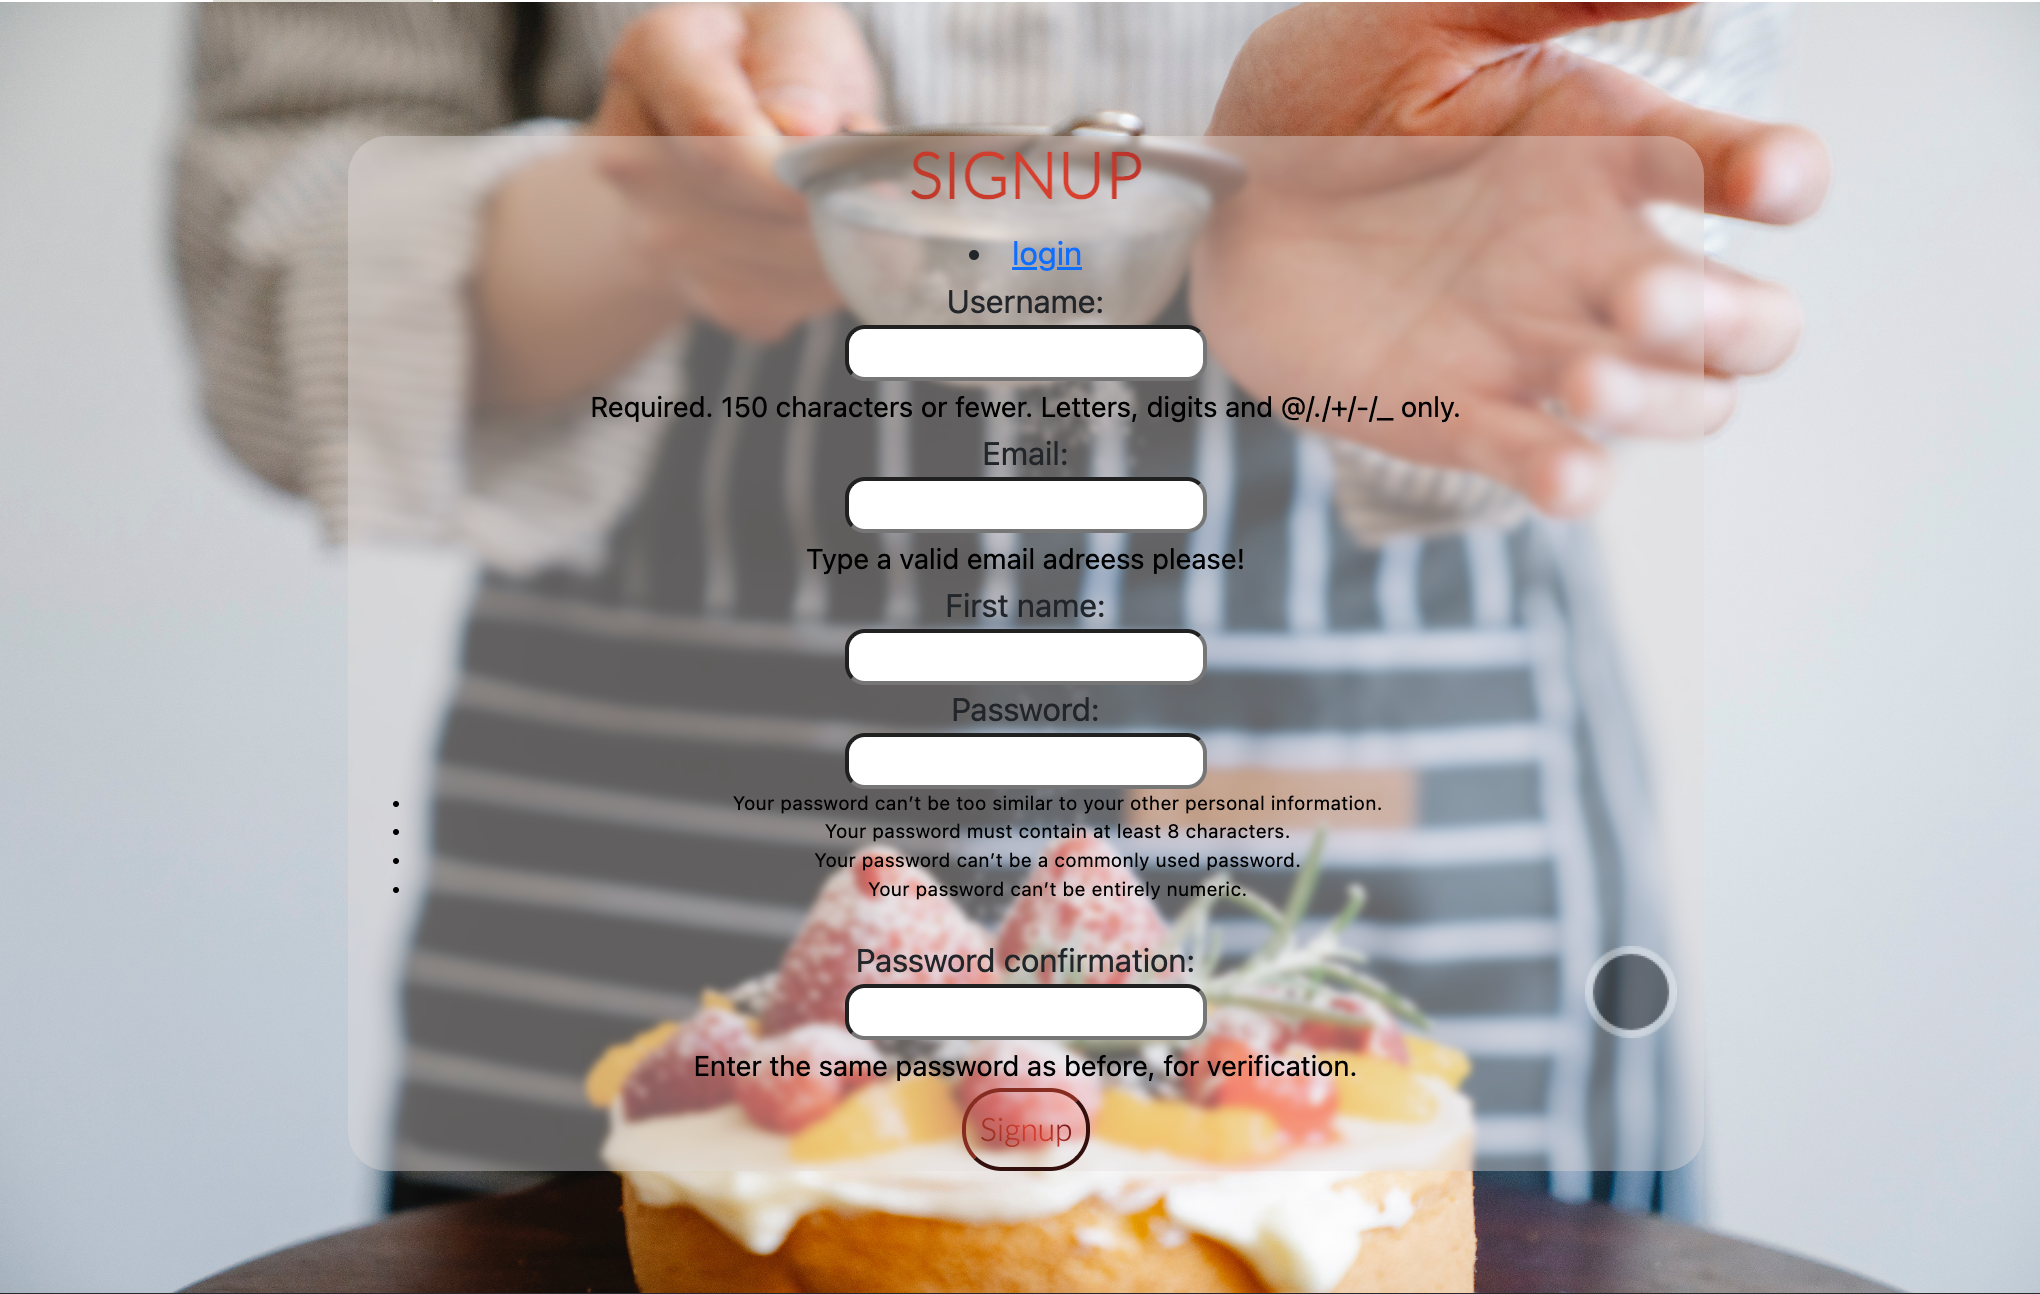 SIGNUP
• login
Username:
Required. 150 characters or fewer. Letters, digits and @/./+/-/_ only.
Email:
Type a valid email adreess please!
First name:
Password:
• Your password can’t be too similar to your other personal information.
• Your password must contain at least 8 characters.
• Your password can’t be a commonly used password.
• Your password can’t be entirely numeric.
Password confirmation:
Enter the same password as before, for verification.
Signup